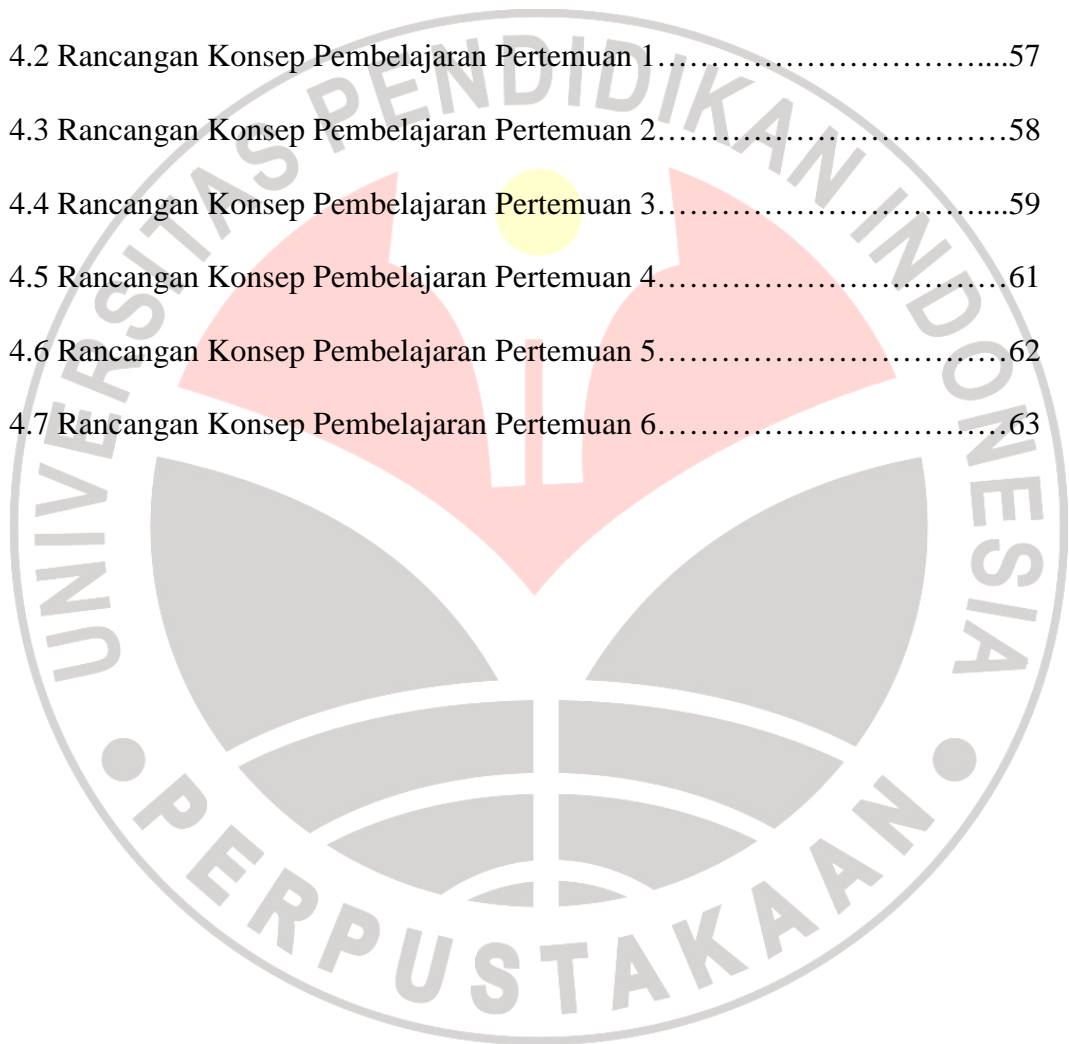 4.2 Rancangan Konsep Pembelajaran Pertemuan 1…………………………....57
4.3 Rancangan Konsep Pembelajaran Pertemuan 2……………………………58
4.4 Rancangan Konsep Pembelajaran Pertemuan 3…………………………....59
4.5 Rancangan Konsep Pembelajaran Pertemuan 4……………………………61
4.6 Rancangan Konsep Pembelajaran Pertemuan 5……………………………62
4.7 Rancangan Konsep Pembelajaran Pertemuan 6……………………………63
UNIVERSITAS PENDIDIKAN INDONESIA
PERPUSTAKAAN